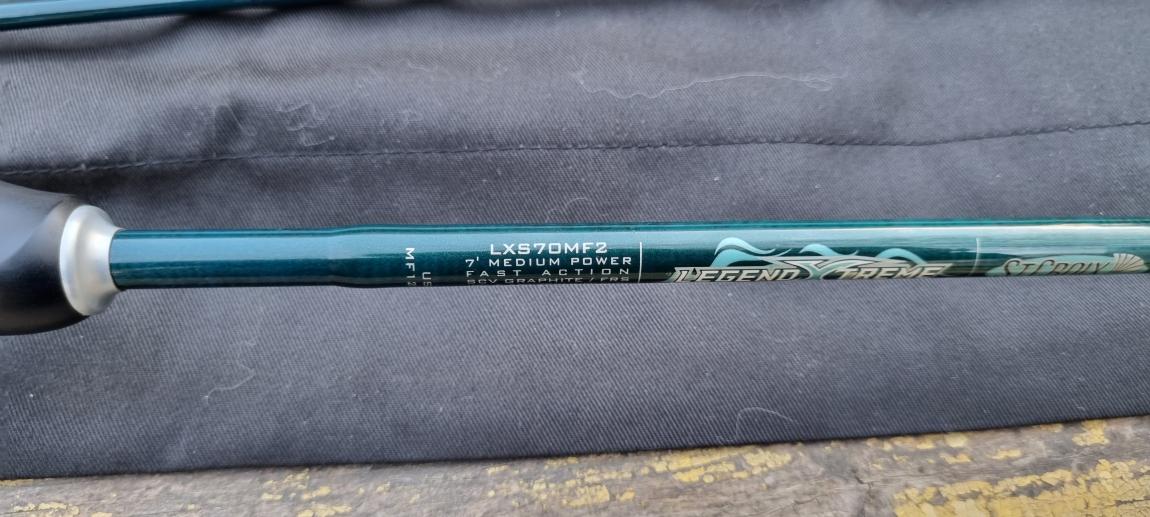 LXS70MF2
7' MEDIUM POWER
FAST ACTION
SCV GRAPHITE / FRS
LEGEND XTREME
ST.CROIX